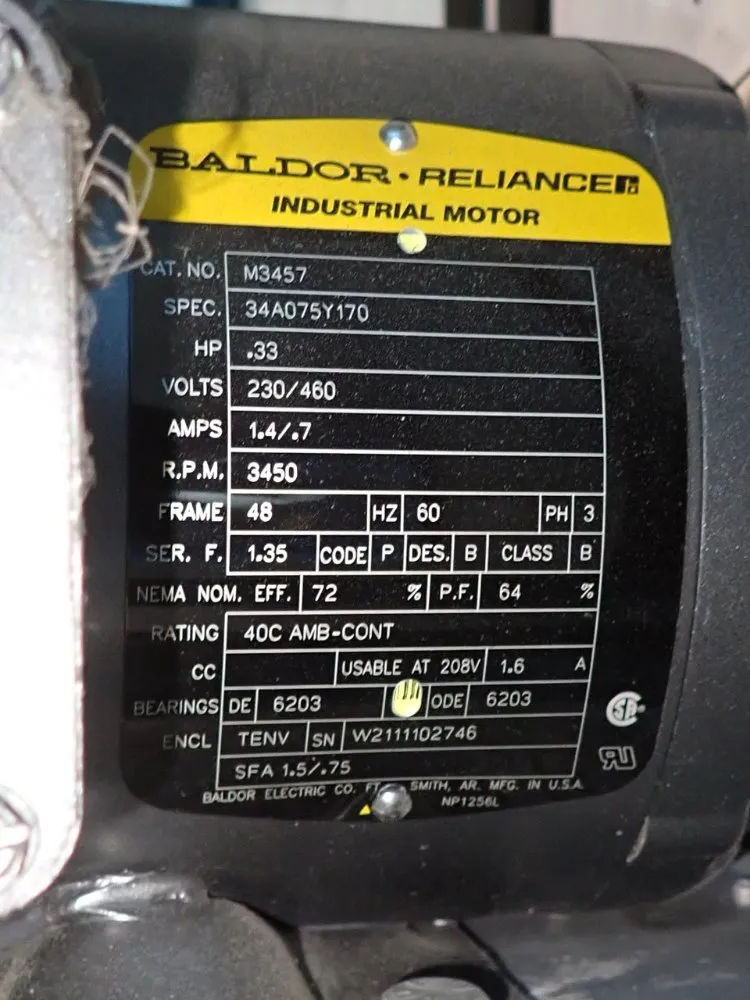 BALDOR • RELIANCE
INDUSTRIAL MOTOR
CAT. NO. M3457
SPEC. 34A075Y170
HP .33
VOLTS 230/460
AMPS 1.4/.7
R.P.M. 3450
FRAME 48 HZ 60 PH 3
SER. F. 1.35 CODE P DES. B CLASS B
NEMA NOM. EFF. 72 % P.F. 64 %
RATING 40C AMB-CONT
CC USABLE AT 208V 1.6 A
BEARINGS DE 6203 ODE 6203
ENCL TENV SN W2111102746
SFA 1.5/.75
BALDOR ELECTRIC CO. FT. SMITH, AR. MFG. IN U.S.A.
NP1256L